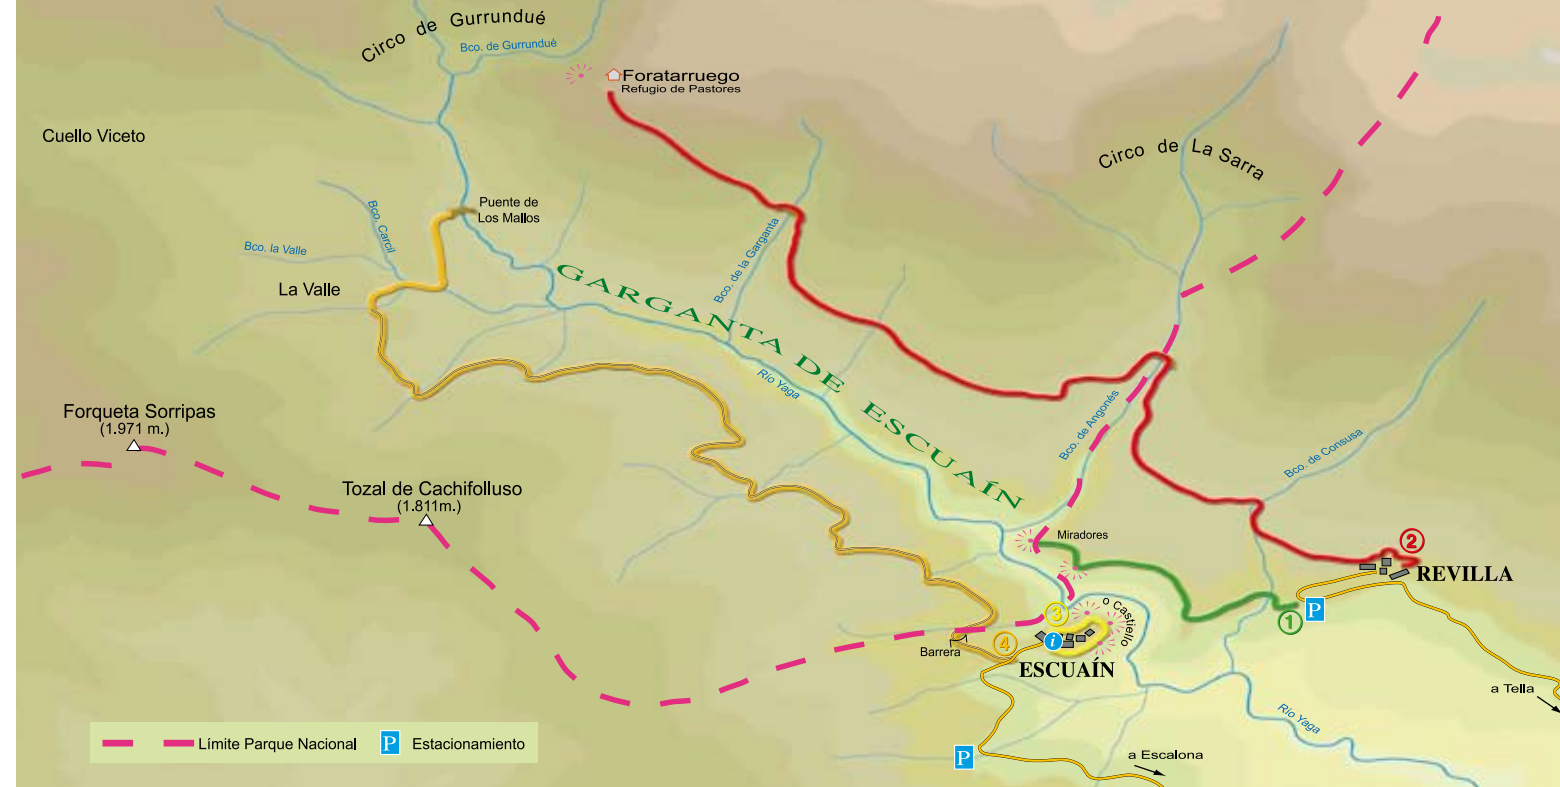 Circo de Gurrundué
Bco. de Gurrundué
Foratarruego
Refugio de Pastores
Cuello Viceto
Circo de La Sarra
Puente de
Los Mallos
Bco. Carcil
Bco. la Valle
La Valle
Bco. de la Garganta
GARGANTA DE ESCUAÍN
Río Yaga
Bco. de Angonés
Forqueta Sorripas
(1.971 m.)
Tozal de Cachifolluso
(1.811m.)
Bco. de Consusa
Miradores
2
REVILLA
P
1
o Castiello
3
i
4
Barrera
ESCUAÍN
a Tella
Río Yaga
P
a Escalona
Límite Parque Nacional
P
Estacionamiento